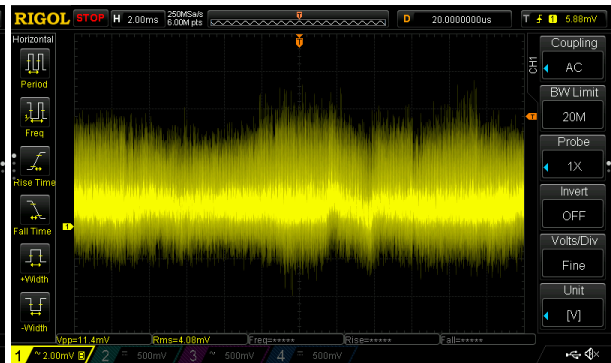 RIGOL STOP H 2.00ms 250MSa/s 6.00M pts D 20.0000000us T 1 5.88mV
Horizontal
Period
Freq
Rise Time
Fall Time
+Width
-Width
T
T
1
CH1
Coupling
AC
BW Limit
20M
Probe
1X
Invert
OFF
Volts/Div
Fine
Unit
[V]
Vpp=11.4mV Rms=4.08mV Freq=***** Rise=***** Fall=*****
1 ~ 2.00mV B 2 = 500mV 3 ~ 500mV 4 = 500mV